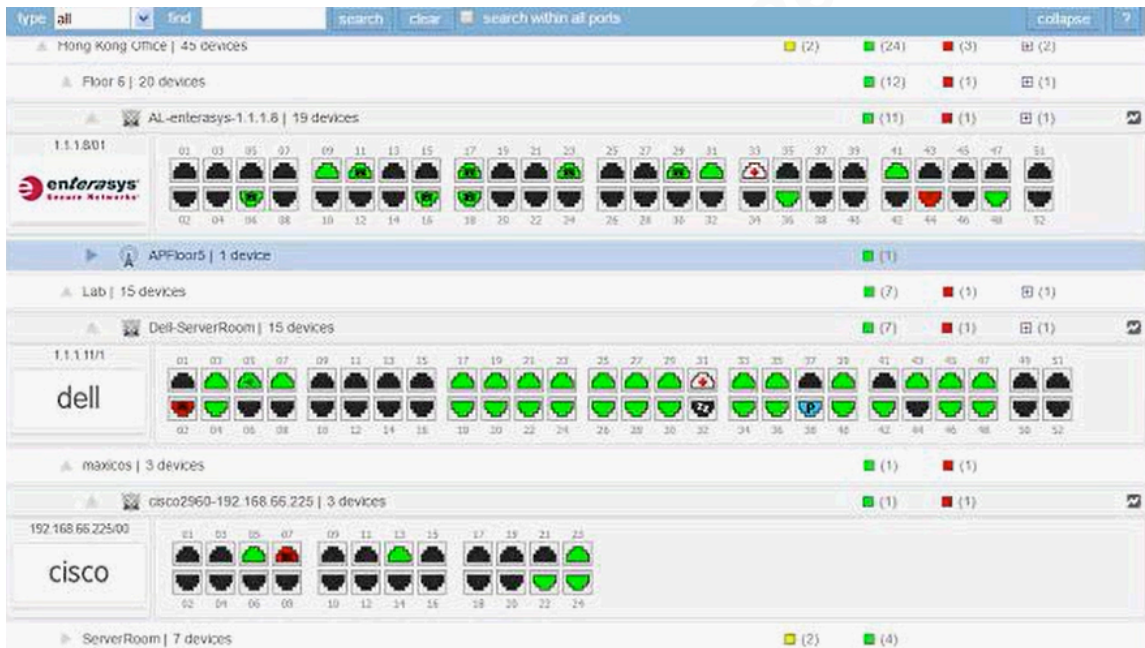 type all find search clear search within all ports collapse ?
Hong Kong Office | 45 devices (2) (24) (3) (2)
Floor 6 | 20 devices (12) (1) (1)
AL-enterasys-1.1.1.8 | 19 devices (11) (1) (1)
1.1.1.8/01
01 03 05 07 09 11 13 15 17 19 21 23 25 27 29 31 33 35 37 39 41 43 45 47 51
enterasys
Secure Networks
02 04 06 08 10 12 14 16 18 20 22 24 26 28 30 32 34 36 38 40 42 44 46 48 52
APFloor5 | 1 device (1)
Lab | 15 devices (7) (1) (1)
Dell-ServerRoom | 15 devices (7) (1) (1)
1.1.1.11/1
01 03 05 07 09 11 13 15 17 19 21 23 25 27 29 31 33 35 37 39 41 43 45 47 49 51
dell
zz P
02 04 06 08 10 12 14 16 18 20 22 24 26 28 30 32 34 36 38 40 42 44 46 48 50 52
maxicos | 3 devices (1) (1)
cisco2960-192.168.66.225 | 3 devices (1) (1)
192.168.66.225/00
01 03 05 07 09 11 13 15 17 19 21 23
cisco
02 04 06 08 10 12 14 16 18 20 22 24
ServerRoom | 7 devices (2) (4)